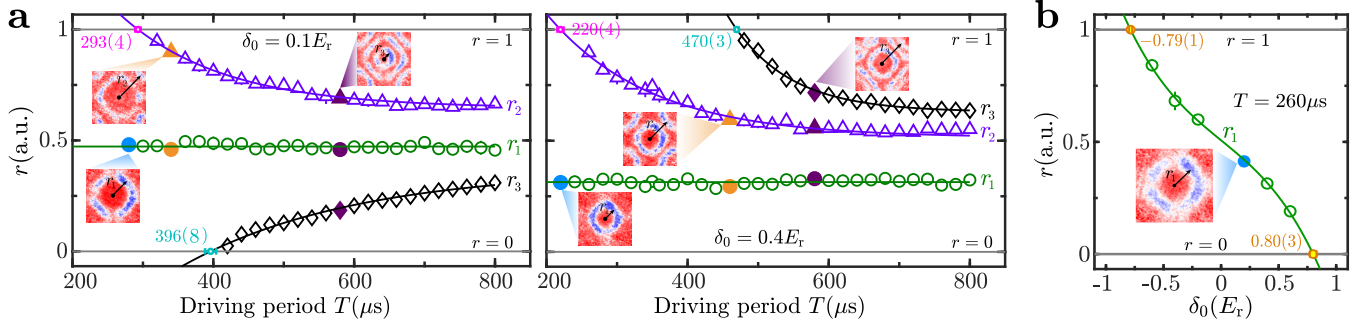 a
b
r(a.u.)
1
0.5
0
293(4)
δ₀ = 0.1Eᵣ
r = 1
r₂
r₂
r₂
r₁
r₁
r₃
396(8)
r = 0
200
400
600
800
Driving period T(μs)
220(4)
470(3)
r = 1
r₃
r₃
r₂
r₁
δ₀ = 0.4Eᵣ
r = 0
200
400
600
800
Driving period T(μs)
r(a.u.)
1
0.5
0
−0.79(1)
r = 1
T = 260μs
r₁
r = 0
0.80(3)
-1
-0.5
0
0.5
1
δ₀(Eᵣ)